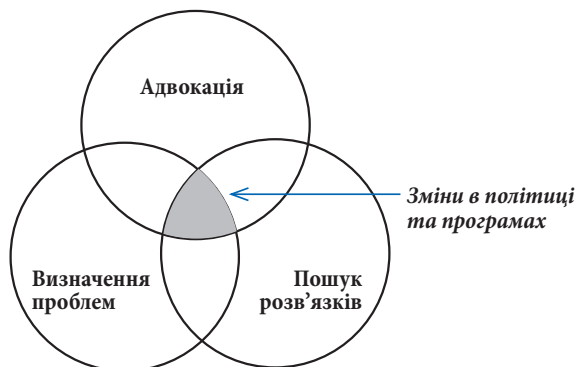 Адвокація
Зміни в політиці
та програмах
Визначення
проблем
Пошук
розв’язків